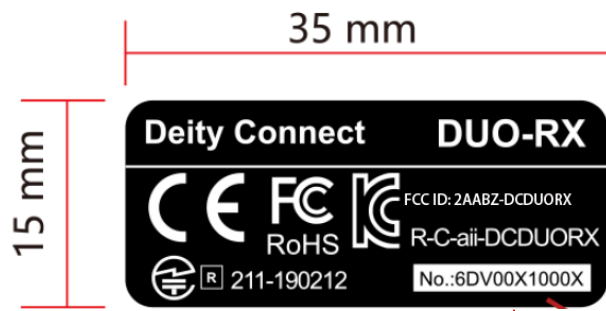 35 mm
15 mm
Deity Connect DUO-RX
CE FC KC FCC ID: 2AABZ-DCDUORX
RoHS R-C-aii-DCDUORX
R 211-190212 No.:6DV00X1000X